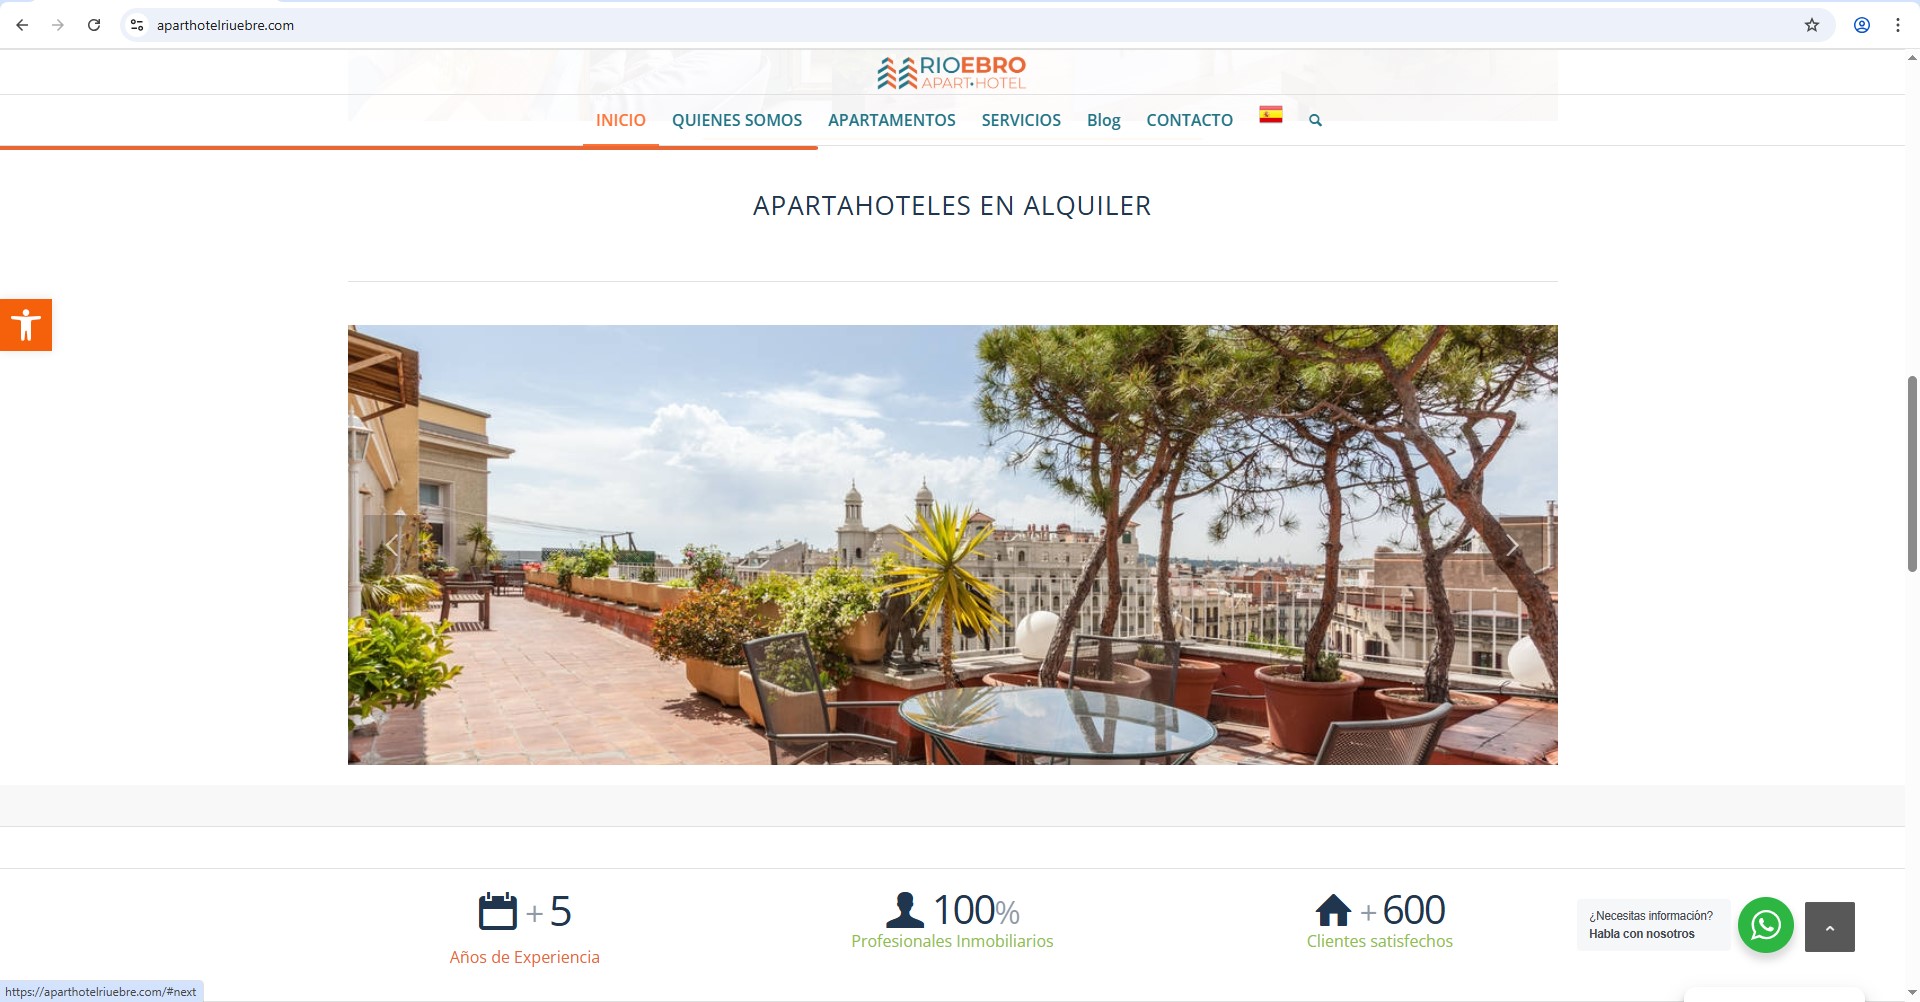 aparthotelriuebre.com
RIOEBRO
APART·HOTEL
INICIO QUIENES SOMOS APARTAMENTOS SERVICIOS Blog CONTACTO
APARTAHOTELES EN ALQUILER
+ 5
Años de Experiencia
100%
Profesionales Inmobiliarios
+ 600
Clientes satisfechos
¿Necesitas información?
Habla con nosotros
https://aparthotelriuebre.com/#next